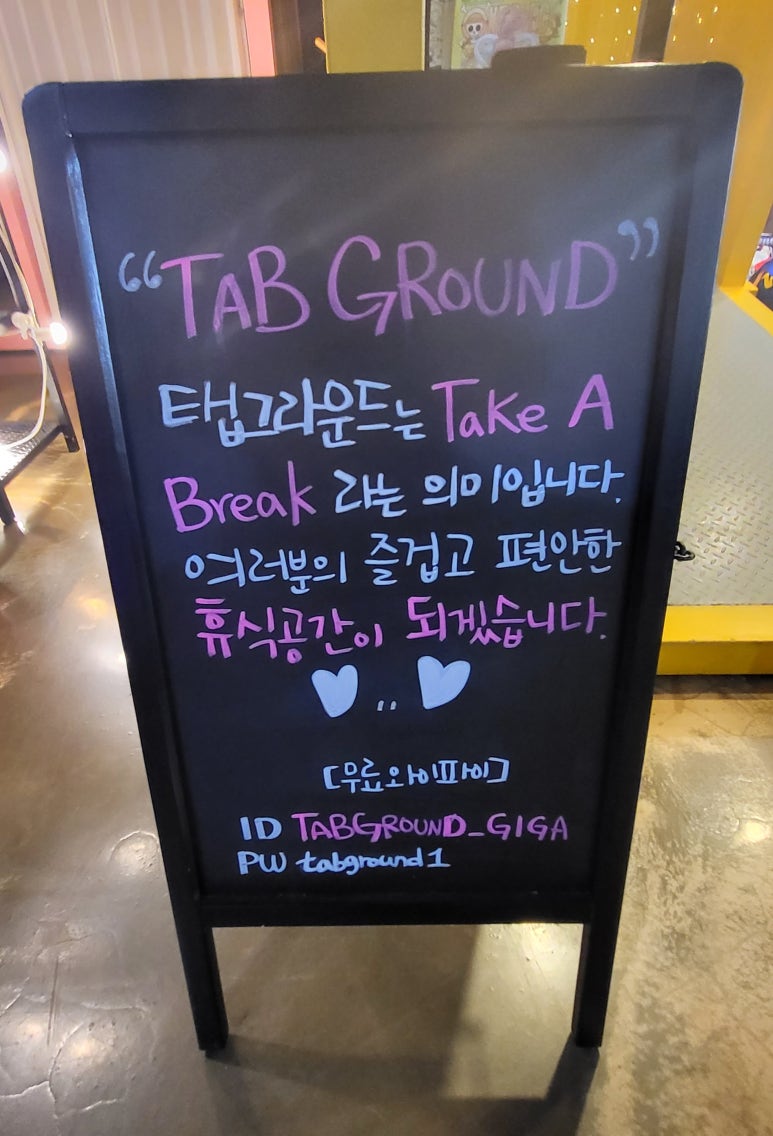 “TAB GROUND”
탭그라운드는 Take A
Break 라는 의미입니다.
여러분의 즐겁고 편안한
휴식공간이 되겠습니다.
[무료와이파이]
ID TABGROUND_GIGA
PW tabground1